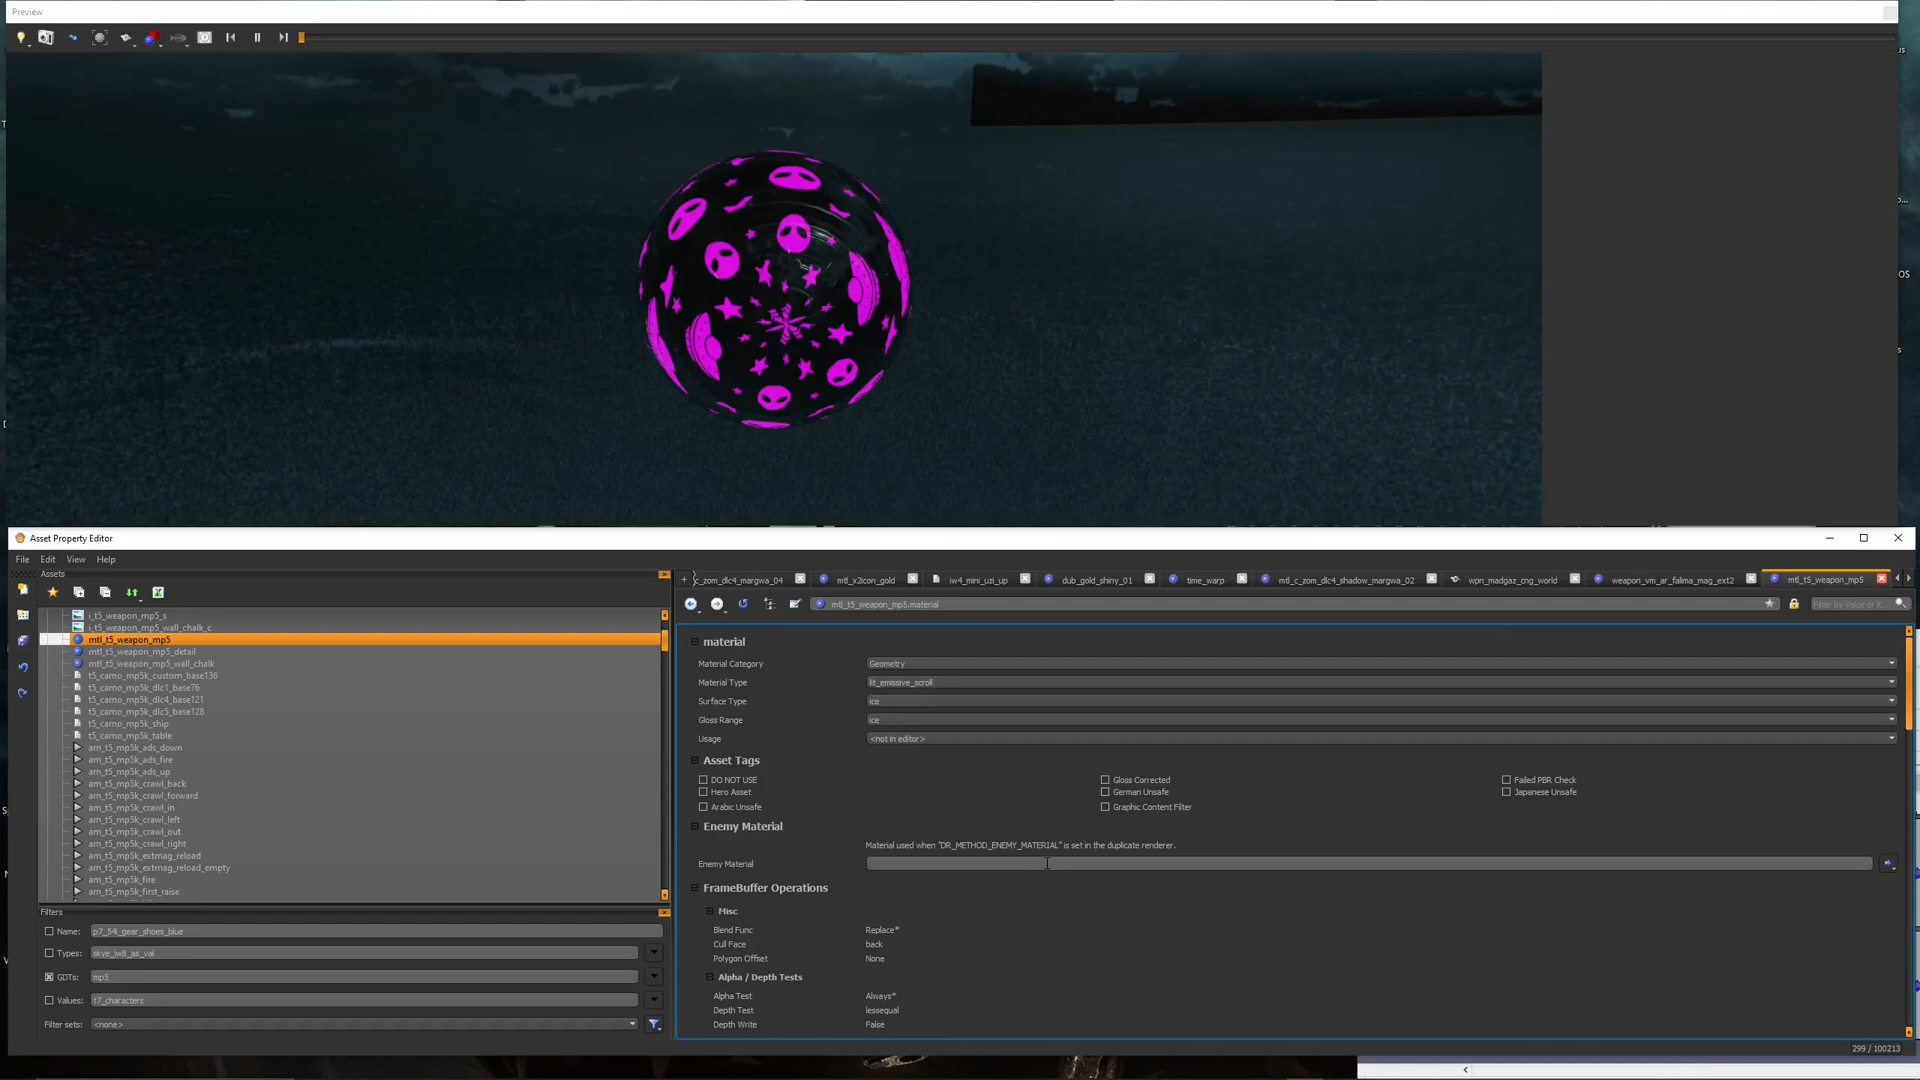 Preview
Asset Property Editor
File Edit View Help
Assets
i_t5_weapon_mp5_s
i_t5_weapon_mp5_wall_chalk_c
mtl_t5_weapon_mp5
mtl_t5_weapon_mp5_detail
mtl_t5_weapon_mp5_wall_chalk
t5_camo_mp5k_custom_base136
t5_camo_mp5k_dlc1_base76
t5_camo_mp5k_dlc4_base121
t5_camo_mp5k_dlc5_base128
t5_camo_mp5k_ship
t5_camo_mp5k_table
am_t5_mp5k_ads_down
am_t5_mp5k_ads_fire
am_t5_mp5k_ads_up
am_t5_mp5k_crawl_back
am_t5_mp5k_crawl_forward
am_t5_mp5k_crawl_in
am_t5_mp5k_crawl_left
am_t5_mp5k_crawl_out
am_t5_mp5k_crawl_right
am_t5_mp5k_extmag_reload
am_t5_mp5k_extmag_reload_empty
am_t5_mp5k_fire
am_t5_mp5k_first_raise
Filters
Name: p7_54i_gear_shoes_blue
Types: skye_iw8_as_val
GDTs: mp5
Values: t7_characters
Filter sets: <none>
c_zom_dlc4_margwa_04 mtl_x2icon_gold iw4_mini_uzi_up dub_gold_shiny_01 time_warp mtl_c_zom_dlc4_shadow_margwa_02 wpn_madgaz_cng_world weapon_vm_ar_falima_mag_ext2 mtl_t5_weapon_mp5
mtl_t5_weapon_mp5.material Filter by Value or K...
material
Material Category Geometry
Material Type lit_emissive_scroll
Surface Type ice
Gloss Range ice
Usage <not in editor>
Asset Tags
DO NOT USE Gloss Corrected Failed PBR Check
Hero Asset German Unsafe Japanese Unsafe
Arabic Unsafe Graphic Content Filter
Enemy Material
Material used when "DR_METHOD_ENEMY_MATERIAL" is set in the duplicate renderer.
Enemy Material
FrameBuffer Operations
Misc
Blend Func Replace*
Cull Face back
Polygon Offset None
Alpha / Depth Tests
Alpha Test Always*
Depth Test lessequal
Depth Write False
299 / 100213